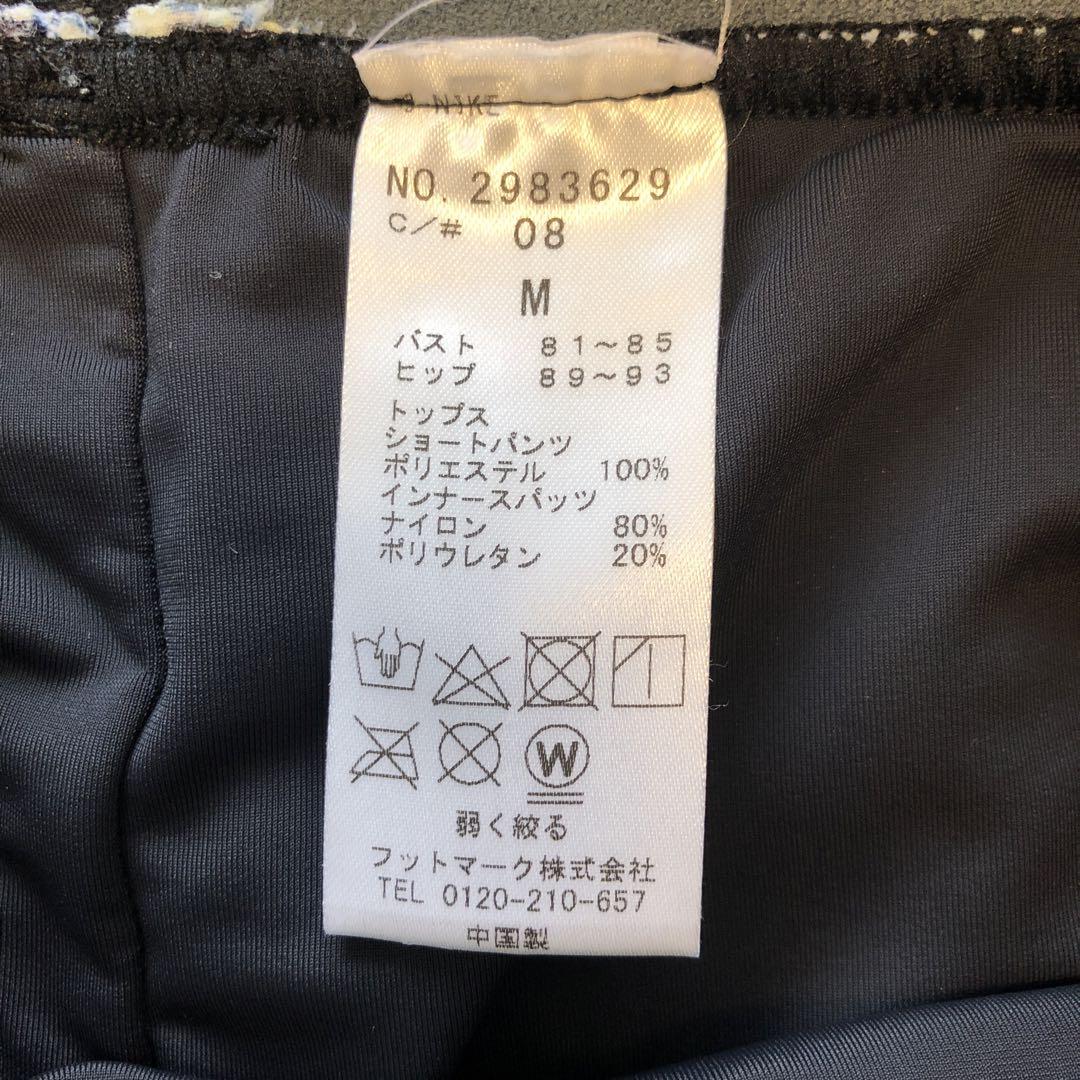 NIKE
NO. 2983629
C/# 08
M
バスト 81～85
ヒップ 89～93
トップス
ショートパンツ
ポリエステル 100%
インナースパッツ
ナイロン 80%
ポリウレタン 20%
W
弱く絞る
フットマーク株式会社
TEL 0120-210-657
中国製